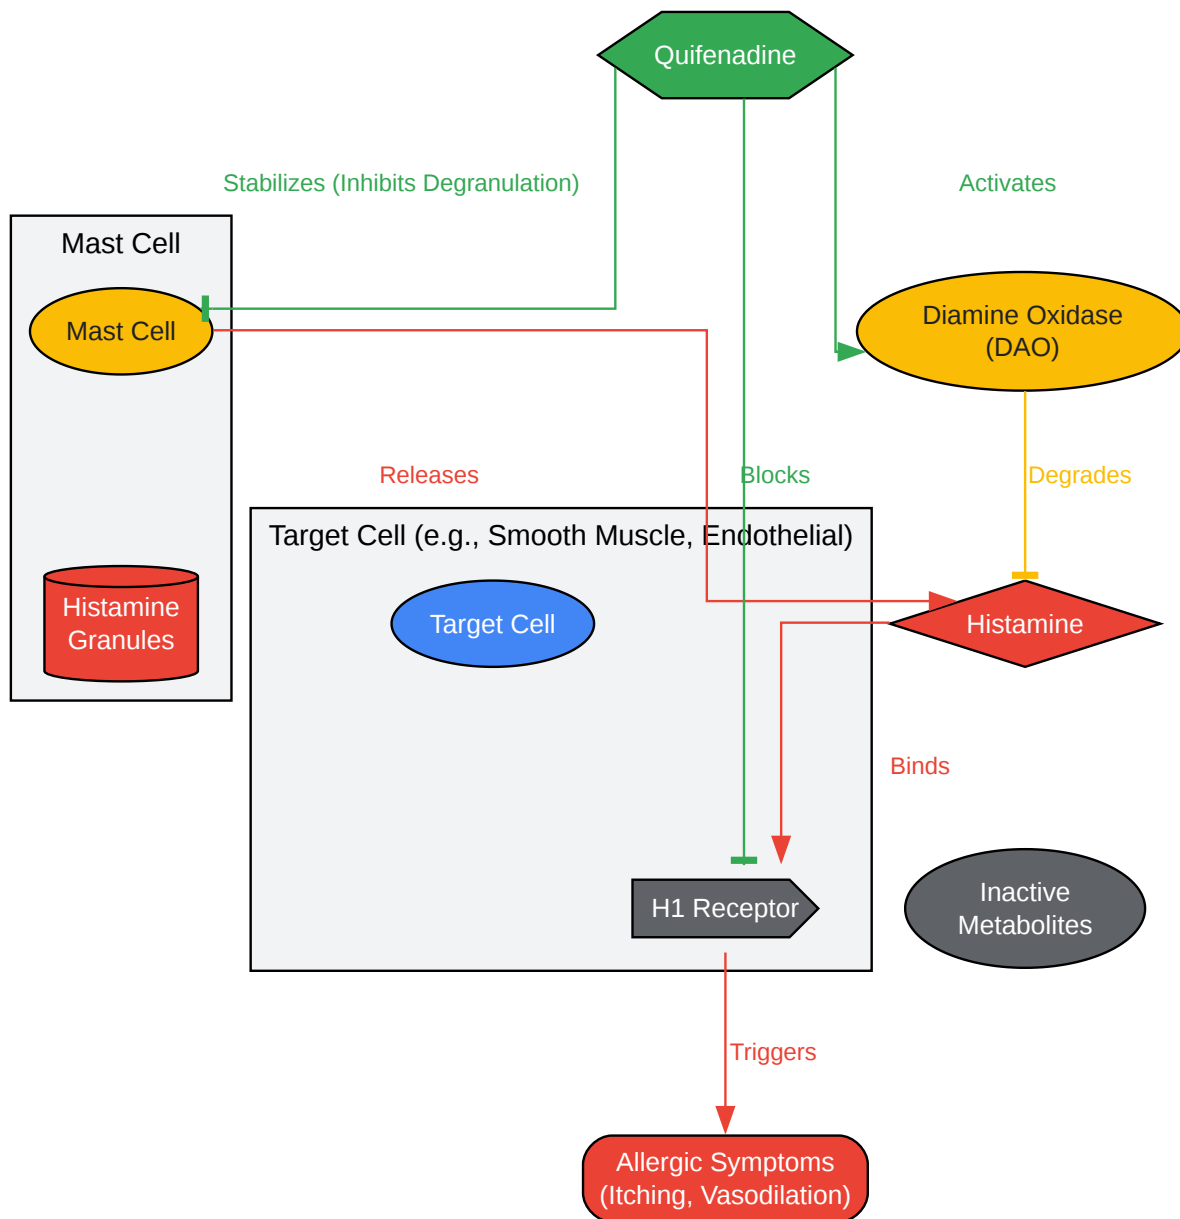 Quifenadine
Stabilizes (Inhibits Degranulation)
Activates
Mast Cell
Mast Cell
Diamine Oxidase
(DAO)
Releases
Blocks
Degrades
Target Cell (e.g., Smooth Muscle, Endothelial)
Histamine
Granules
Target Cell
Histamine
Binds
H1 Receptor
Inactive
Metabolites
Triggers
Allergic Symptoms
(Itching, Vasodilation)